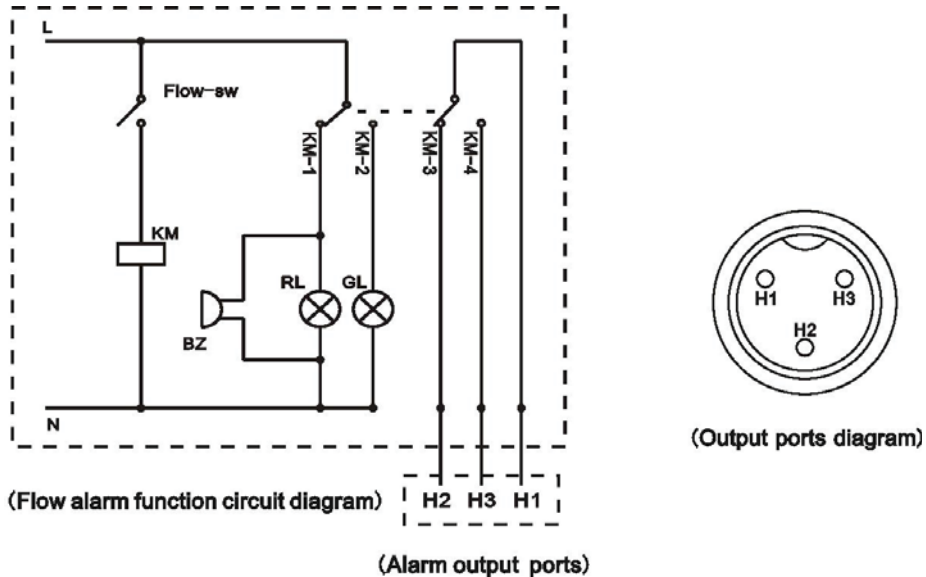 L
Flow-sw
KM-1
KM-2
KM-3
KM-4
KM
RL
GL
BZ
N
H1
H3
H2
(Output ports diagram)
(Flow alarm function circuit diagram)
H2 H3 H1
(Alarm output ports)